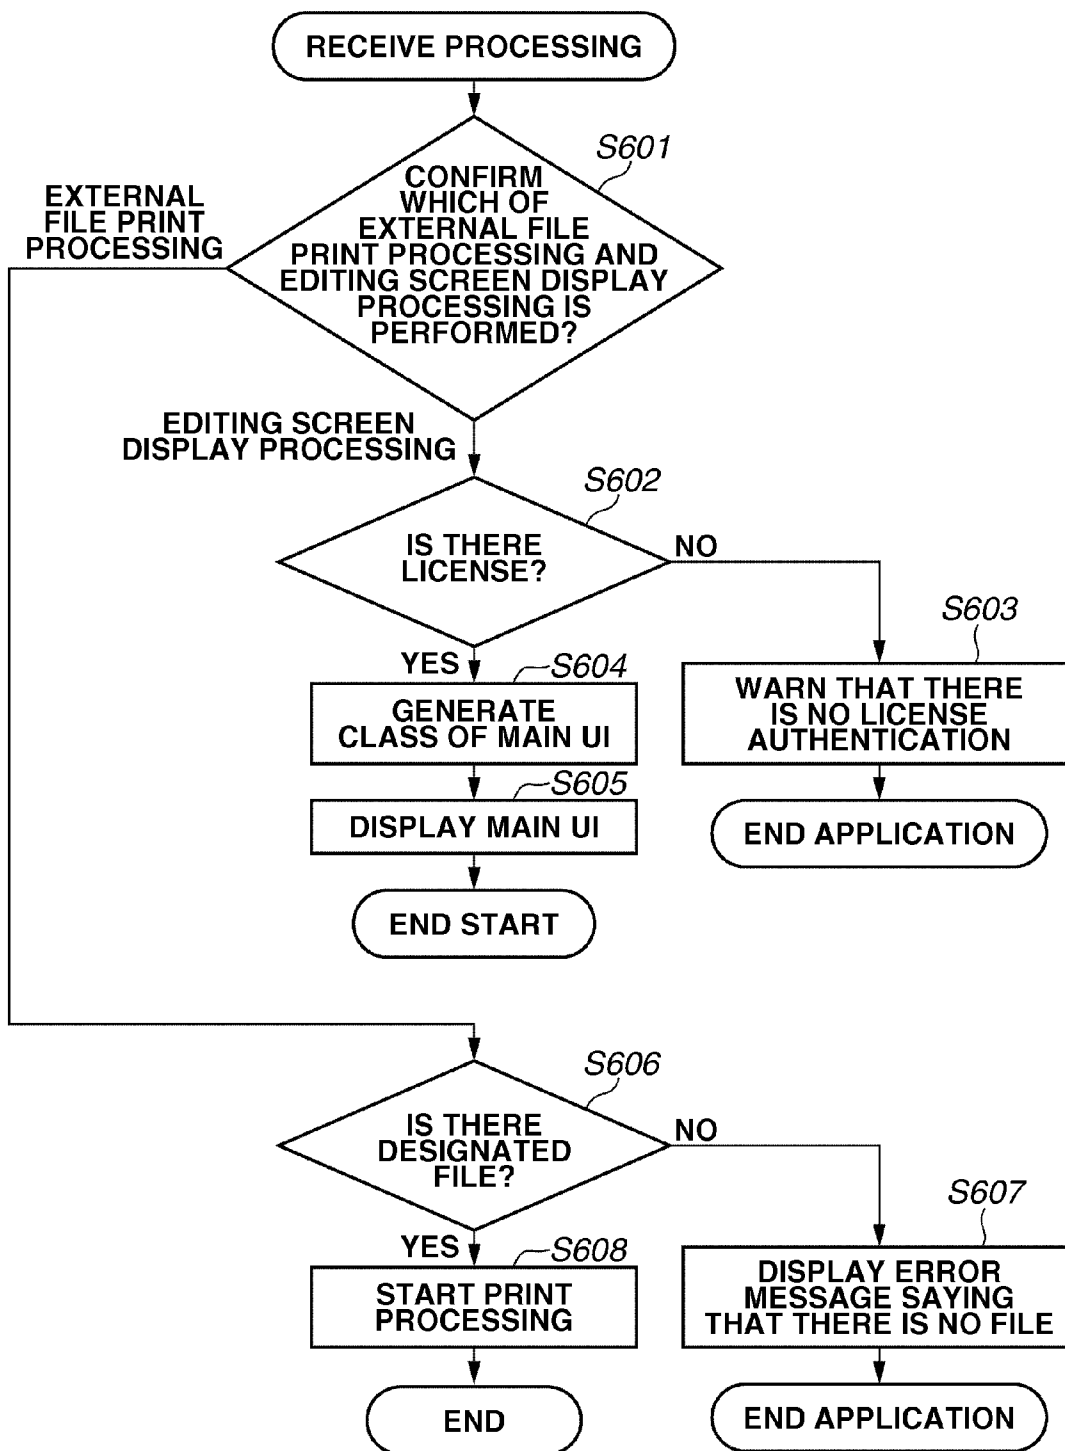 RECEIVE PROCESSING
S601
CONFIRM
WHICH OF
EXTERNAL FILE
PRINT PROCESSING AND
EDITING SCREEN DISPLAY
PROCESSING IS
PERFORMED?
EXTERNAL
FILE PRINT
PROCESSING
EDITING SCREEN
DISPLAY PROCESSING
S602
IS THERE
LICENSE?
NO
S603
WARN THAT THERE
IS NO LICENSE
AUTHENTICATION
END APPLICATION
YES
S604
GENERATE
CLASS OF MAIN UI
S605
DISPLAY MAIN UI
END START
S606
IS THERE
DESIGNATED
FILE?
NO
S607
DISPLAY ERROR
MESSAGE SAYING
THAT THERE IS NO FILE
END APPLICATION
YES
S608
START PRINT
PROCESSING
END